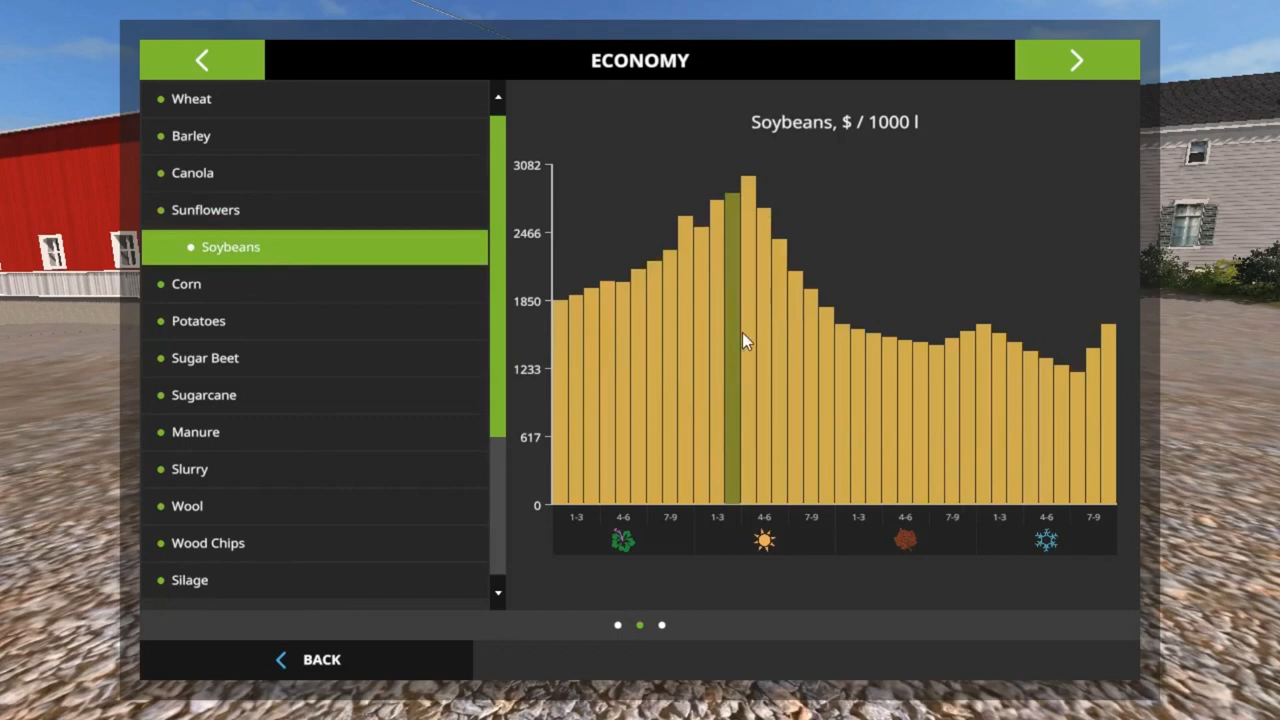 ECONOMY
Wheat
Barley
Canola
Sunflowers
Soybeans
Corn
Potatoes
Sugar Beet
Sugarcane
Manure
Slurry
Wool
Wood Chips
Silage
Soybeans, $ / 1000 l
3082
2466
1850
1233
617
0
1-3 4-6 7-9 1-3 4-6 7-9 1-3 4-6 7-9 1-3 4-6 7-9
BACK